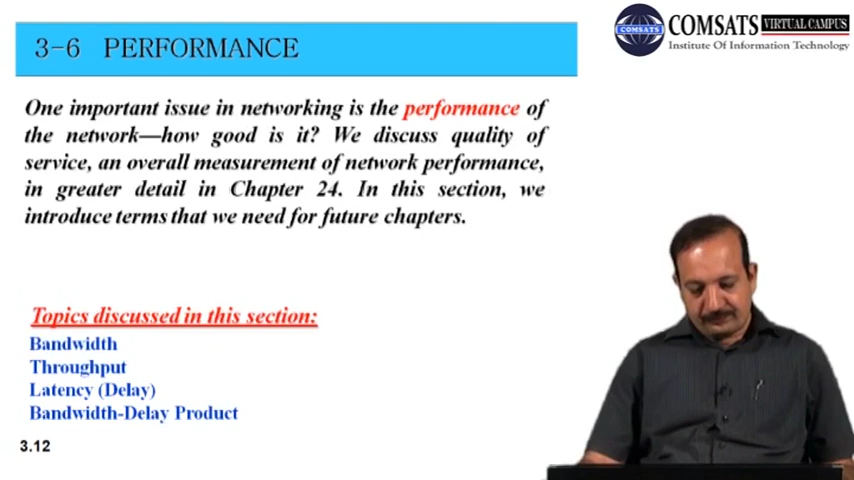 3-6 PERFORMANCE
COMSATS VIRTUAL CAMPUS
COMSATS
Institute Of Information Technology
One important issue in networking is the performance of
the network—how good is it? We discuss quality of
service, an overall measurement of network performance,
in greater detail in Chapter 24. In this section, we
introduce terms that we need for future chapters.
Topics discussed in this section:
Bandwidth
Throughput
Latency (Delay)
Bandwidth-Delay Product
3.12